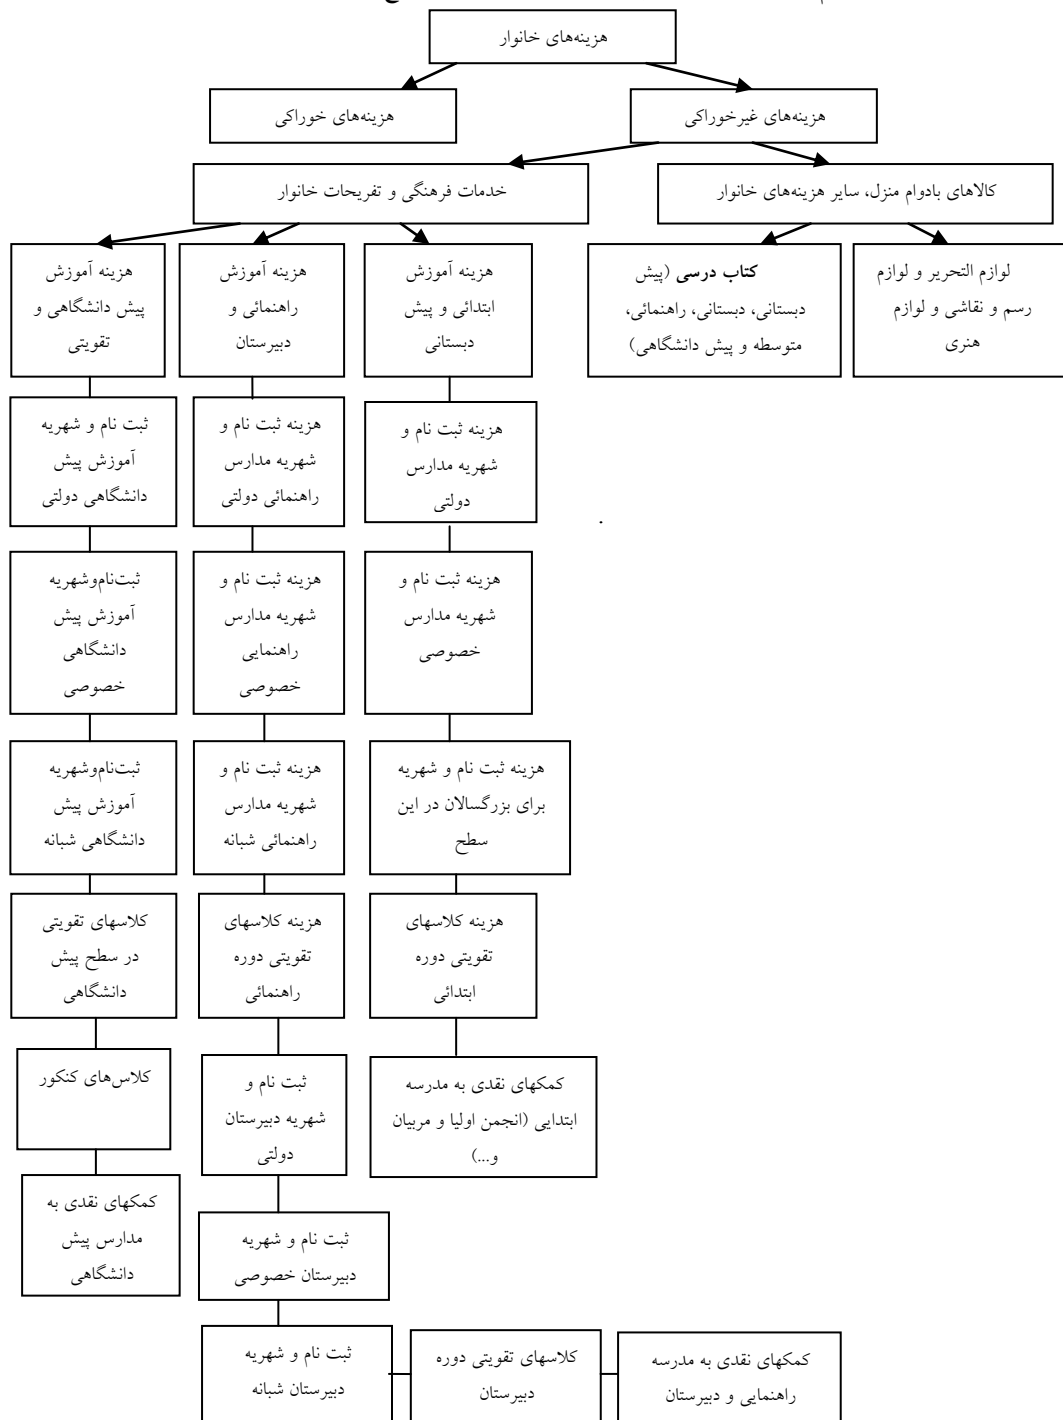 هزینه‌های خانوار
هزینه‌های غیرخوراکی
هزینه‌های خوراکی
کالاهای بادوام منزل، سایر هزینه‌های خانوار
خدمات فرهنگی و تفریحات خانوار
لوازم التحریر و لوازم
رسم و نقاشی و لوازم
هنری
کتاب درسی (پیش
دبستانی، دبستانی، راهنمائی،
متوسطه و پیش دانشگاهی)
هزینه آموزش
ابتدائی و پیش
دبستانی
هزینه آموزش
راهنمائی و
دبیرستان
هزینه آموزش
پیش دانشگاهی و
تقویتی
هزینه ثبت نام و
شهریه مدارس
دولتی
هزینه ثبت نام و
شهریه مدارس
راهنمائی دولتی
ثبت نام و شهریه
آموزش پیش
دانشگاهی دولتی
هزینه ثبت نام و
شهریه مدارس
خصوصی
هزینه ثبت نام و
شهریه مدارس
راهنمایی
خصوصی
ثبت‌نام‌وشهریه
آموزش پیش
دانشگاهی
خصوصی
هزینه ثبت نام و شهریه
برای بزرگسالان در این
سطح
هزینه ثبت نام و
شهریه مدارس
راهنمائی شبانه
ثبت‌نام‌وشهریه
آموزش پیش
دانشگاهی شبانه
هزینه کلاسهای
تقویتی دوره
ابتدائی
هزینه کلاسهای
تقویتی دوره
راهنمائی
کلاسهای تقویتی
در سطح پیش
دانشگاهی
کمکهای نقدی به مدرسه
ابتدایی (انجمن اولیا و مربیان
و...)
ثبت نام و
شهریه دبیرستان
دولتی
کلاس‌های کنکور
کمکهای نقدی به
مدارس پیش
دانشگاهی
ثبت نام و شهریه
دبیرستان خصوصی
ثبت نام و شهریه
دبیرستان شبانه
کلاسهای تقویتی دوره
دبیرستان
کمکهای نقدی به مدرسه
راهنمایی و دبیرستان